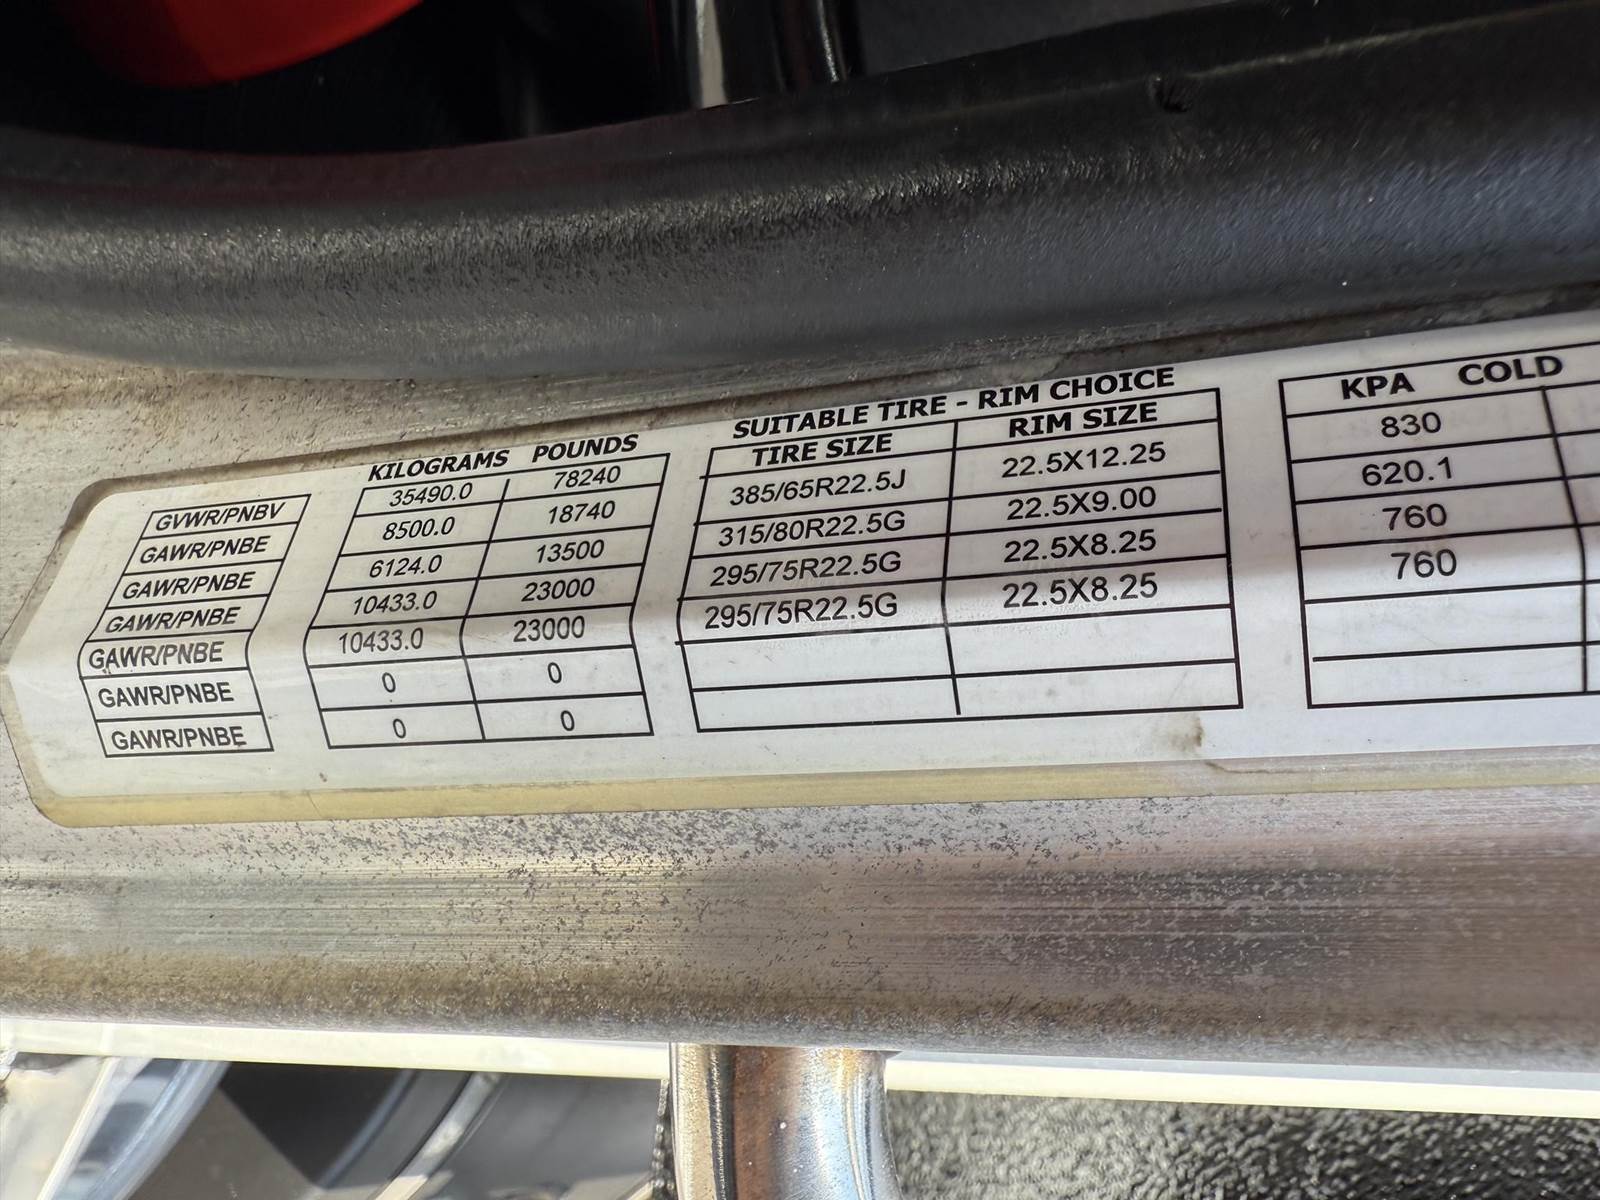 KILOGRAMS POUNDS SUITABLE TIRE - RIM CHOICE KPA COLD
TIRE SIZE RIM SIZE
GVWR/PNBV 35490.0 78240
GAWR/PNBE 8500.0 18740 385/65R22.5J 22.5X12.25 830
GAWR/PNBE 6124.0 13500 315/80R22.5G 22.5X9.00 620.1
GAWR/PNBE 10433.0 23000 295/75R22.5G 22.5X8.25 760
GAWR/PNBE 10433.0 23000 295/75R22.5G 22.5X8.25 760
GAWR/PNBE 0 0
GAWR/PNBE 0 0